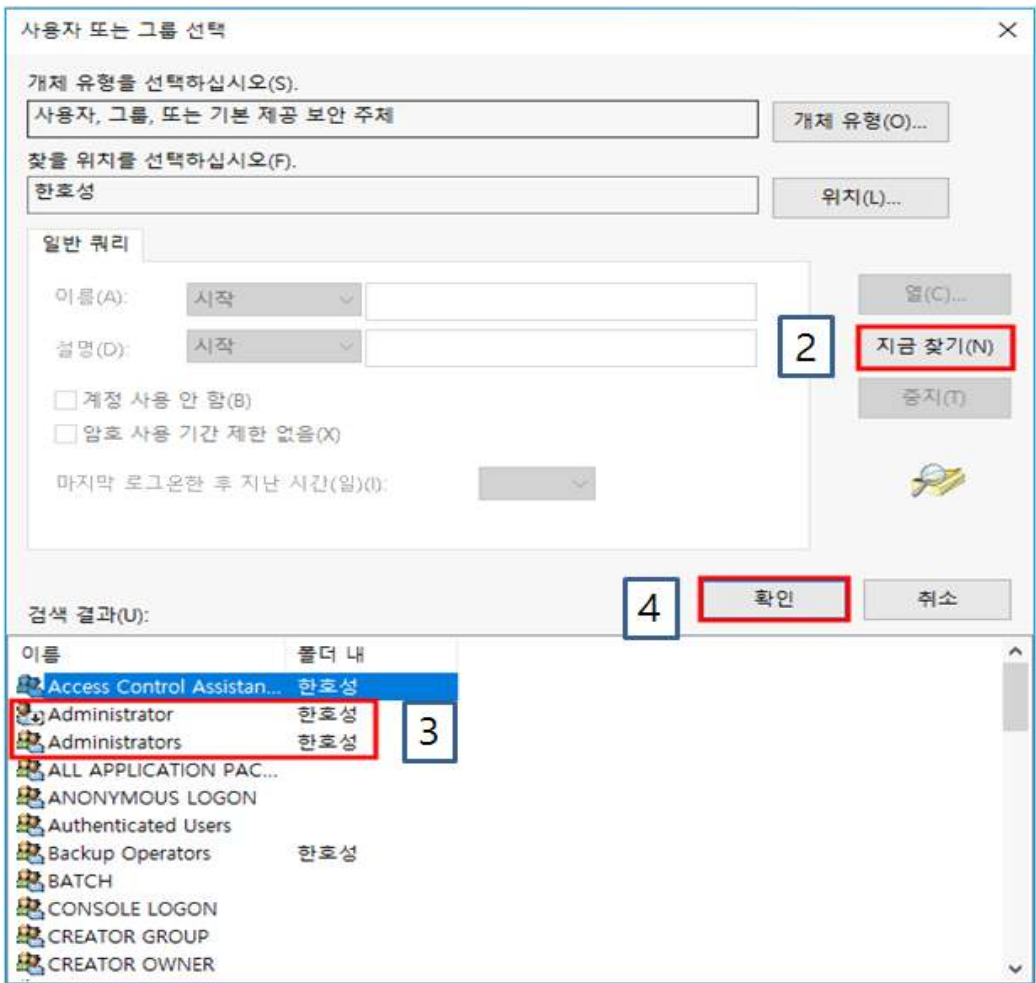 사용자 또는 그룹 선택
개체 유형을 선택하십시오(S).
사용자, 그룹, 또는 기본 제공 보안 주체
개체 유형(O)...
찾을 위치를 선택하십시오(F).
한호성
위치(L)...
일반 쿼리
이름(A): 시작
열(C)...
설명(D): 시작
2 지금 찾기(N)
계정 사용 안 함(B)
중지(T)
암호 사용 기간 제한 없음(X)
마지막 로그온한 후 지난 시간(일)(I):
4 확인 취소
검색 결과(U):
이름 폴더 내
Access Control Assistan... 한호성
Administrator 한호성
3
Administrators 한호성
ALL APPLICATION PAC...
ANONYMOUS LOGON
Authenticated Users
Backup Operators 한호성
BATCH
CONSOLE LOGON
CREATOR GROUP
CREATOR OWNER